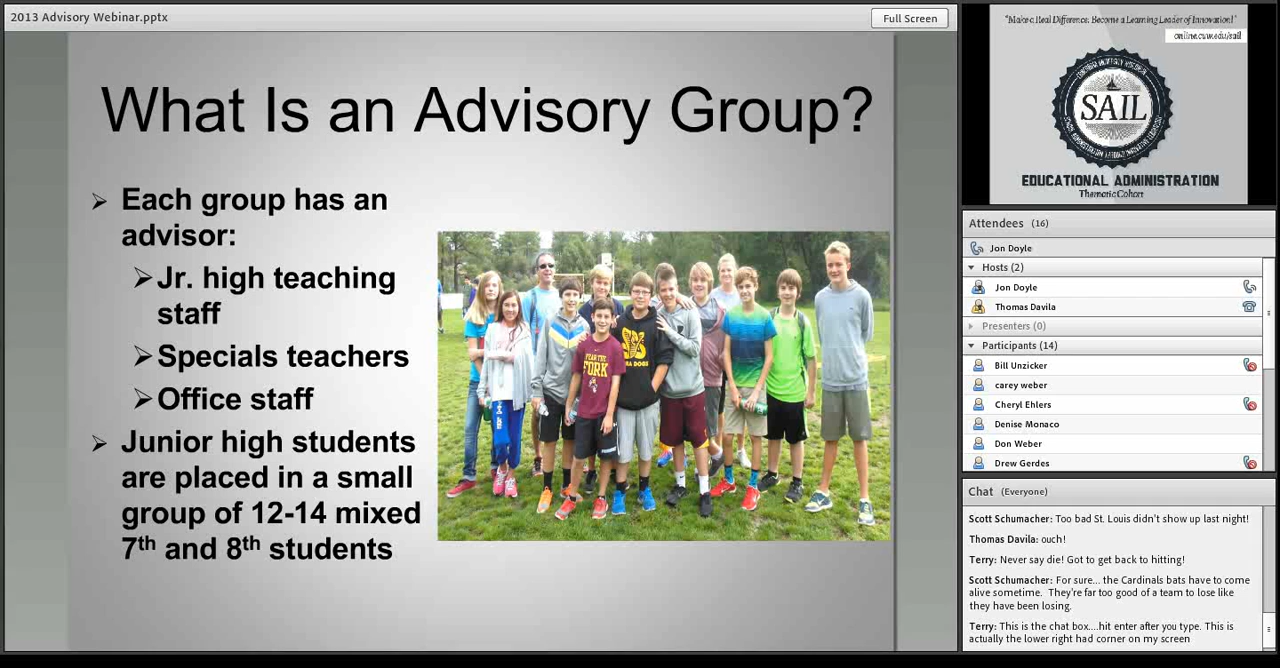 2013 Advisory Webinar.pptx
Full Screen
What Is an Advisory Group?
Each group has an
advisor:
Jr. high teaching
staff
Specials teachers
Office staff
Junior high students
are placed in a small
group of 12-14 mixed
7th and 8th students
FORK
"Make a Real Difference: Become a Learning Leader of Innovation!"
online.cuw.edu/sail
SAIL
EDUCATIONAL ADMINISTRATION
Thematic Cohort
Attendees (16)
Jon Doyle
Hosts (2)
Jon Doyle
Thomas Davila
Presenters (0)
Participants (14)
Bill Unzicker
carey weber
Cheryl Ehlers
Denise Monaco
Don Weber
Drew Gerdes
Chat (Everyone)
Scott Schumacher: Too bad St. Louis didn't show up last night!
Thomas Davila: ouch!
Terry: Never say die! Got to get back to hitting!
Scott Schumacher: For sure... the Cardinals bats have to come
alive sometime. They're far too good of a team to lose like
they have been losing.
Terry: This is the chat box....hit enter after you type. This is
actually the lower right had corner on my screen